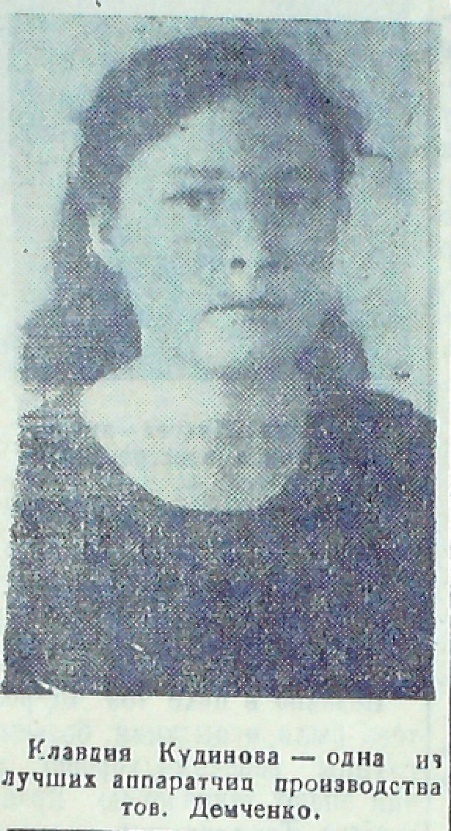 Клавдия Кудинова — одна из
лучших аппаратчиц производства
тов. Демченко.